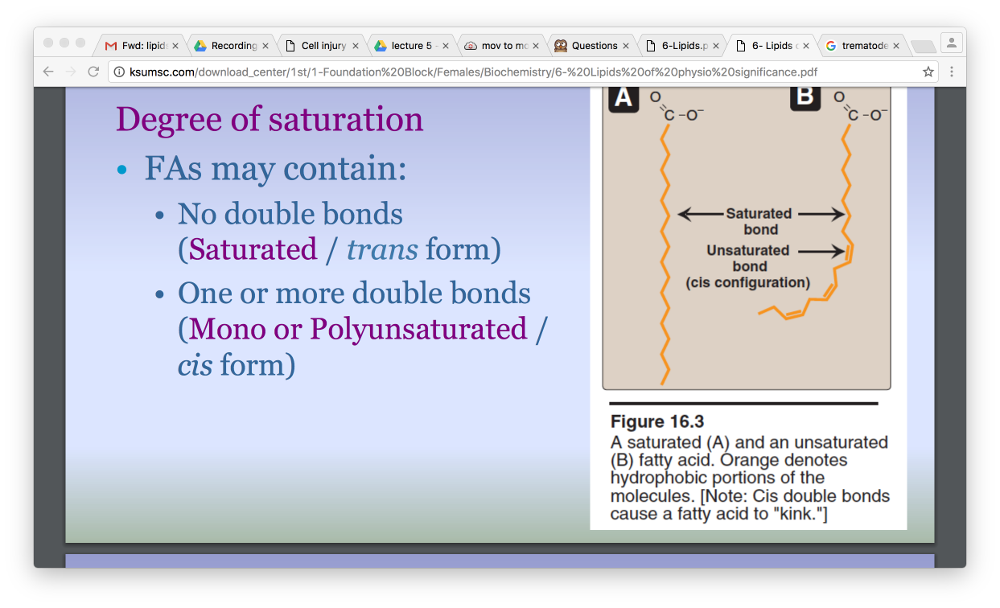 Fwd: lipids
Recording
Cell injury
lecture 5 -
mov to mo
Questions
6-Lipids.p
6- Lipids o
trematode
ksumsc.com/download_center/1st/1-Foundation%20Block/Females/Biochemistry/6-%20Lipids%20of%20physio%20significance.pdf
Degree of saturation
• FAs may contain:
• No double bonds
(Saturated / trans form)
• One or more double bonds
(Mono or Polyunsaturated /
cis form)
A
B
O
C -O⁻
O
C -O⁻
Saturated
bond
Unsaturated
bond
(cis configuration)
Figure 16.3
A saturated (A) and an unsaturated
(B) fatty acid. Orange denotes
hydrophobic portions of the
molecules. [Note: Cis double bonds
cause a fatty acid to "kink."]